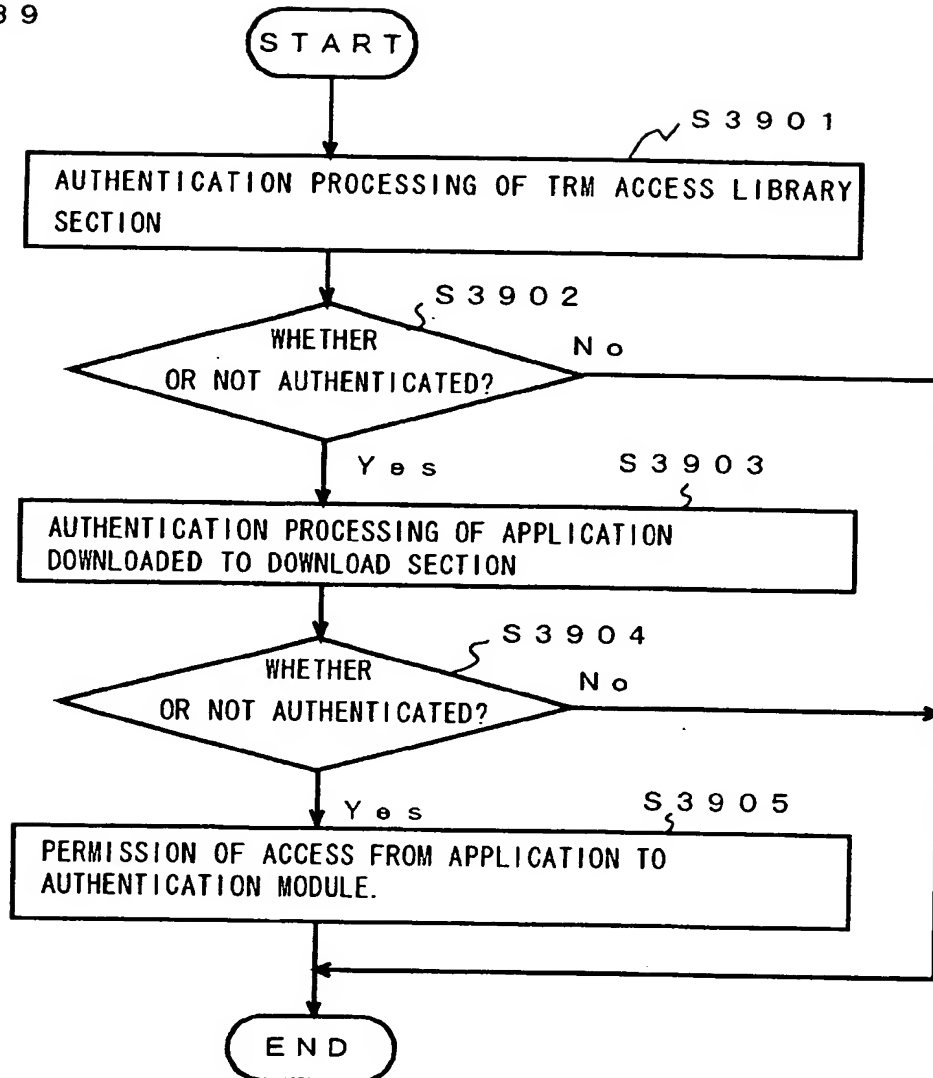 39
START
S3901
AUTHENTICATION PROCESSING OF TRM ACCESS LIBRARY
SECTION
S3902
WHETHER
OR NOT AUTHENTICATED?
No
Yes
S3903
AUTHENTICATION PROCESSING OF APPLICATION
DOWNLOADED TO DOWNLOAD SECTION
S3904
WHETHER
OR NOT AUTHENTICATED?
No
Yes
S3905
PERMISSION OF ACCESS FROM APPLICATION TO
AUTHENTICATION MODULE.
END